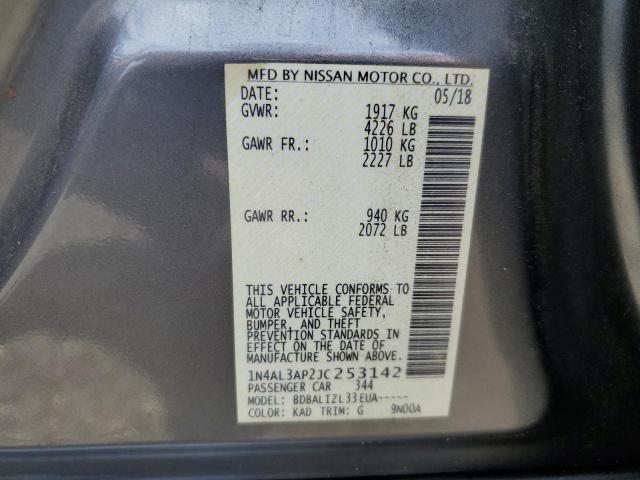 MFD BY NISSAN MOTOR CO., LTD.
DATE: 05/18
GVWR: 1917 KG
4226 LB
GAWR FR.: 1010 KG
2227 LB
GAWR RR.: 940 KG
2072 LB
THIS VEHICLE CONFORMS TO
ALL APPLICABLE FEDERAL
MOTOR VEHICLE SAFETY,
BUMPER, AND THEFT
PREVENTION STANDARDS IN
EFFECT ON THE DATE OF
MANUFACTURE SHOWN ABOVE.
1N4AL3AP2JC253142
PASSENGER CAR 344
MODEL: BDBALIZL33EUA-----
COLOR: KAD TRIM: G 9N00A